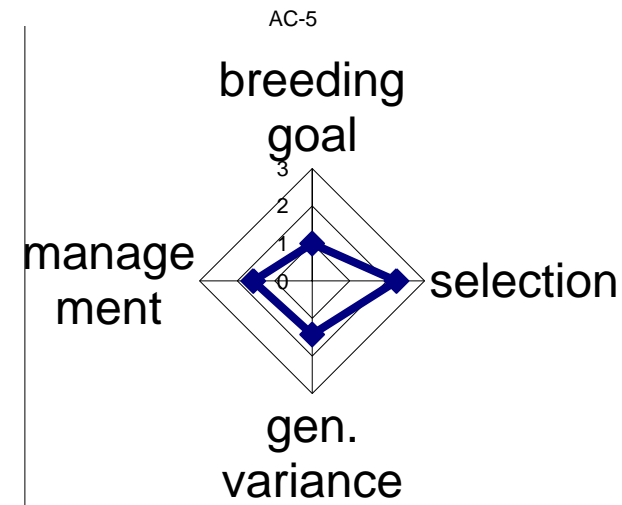 AC-5
breeding
goal
3
2
1
0
manage
ment
selection
gen.
variance